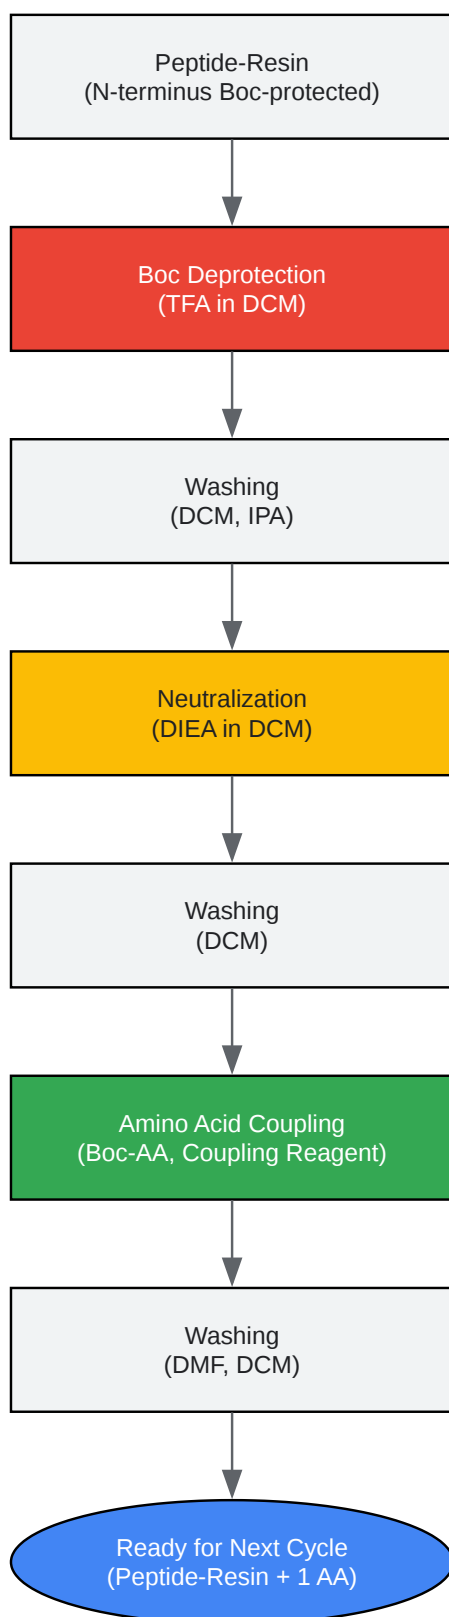 Peptide-Resin
(N-terminus Boc-protected)
Boc Deprotection
(TFA in DCM)
Washing
(DCM, IPA)
Neutralization
(DIEA in DCM)
Washing
(DCM)
Amino Acid Coupling
(Boc-AA, Coupling Reagent)
Washing
(DMF, DCM)
Ready for Next Cycle
(Peptide-Resin + 1 AA)